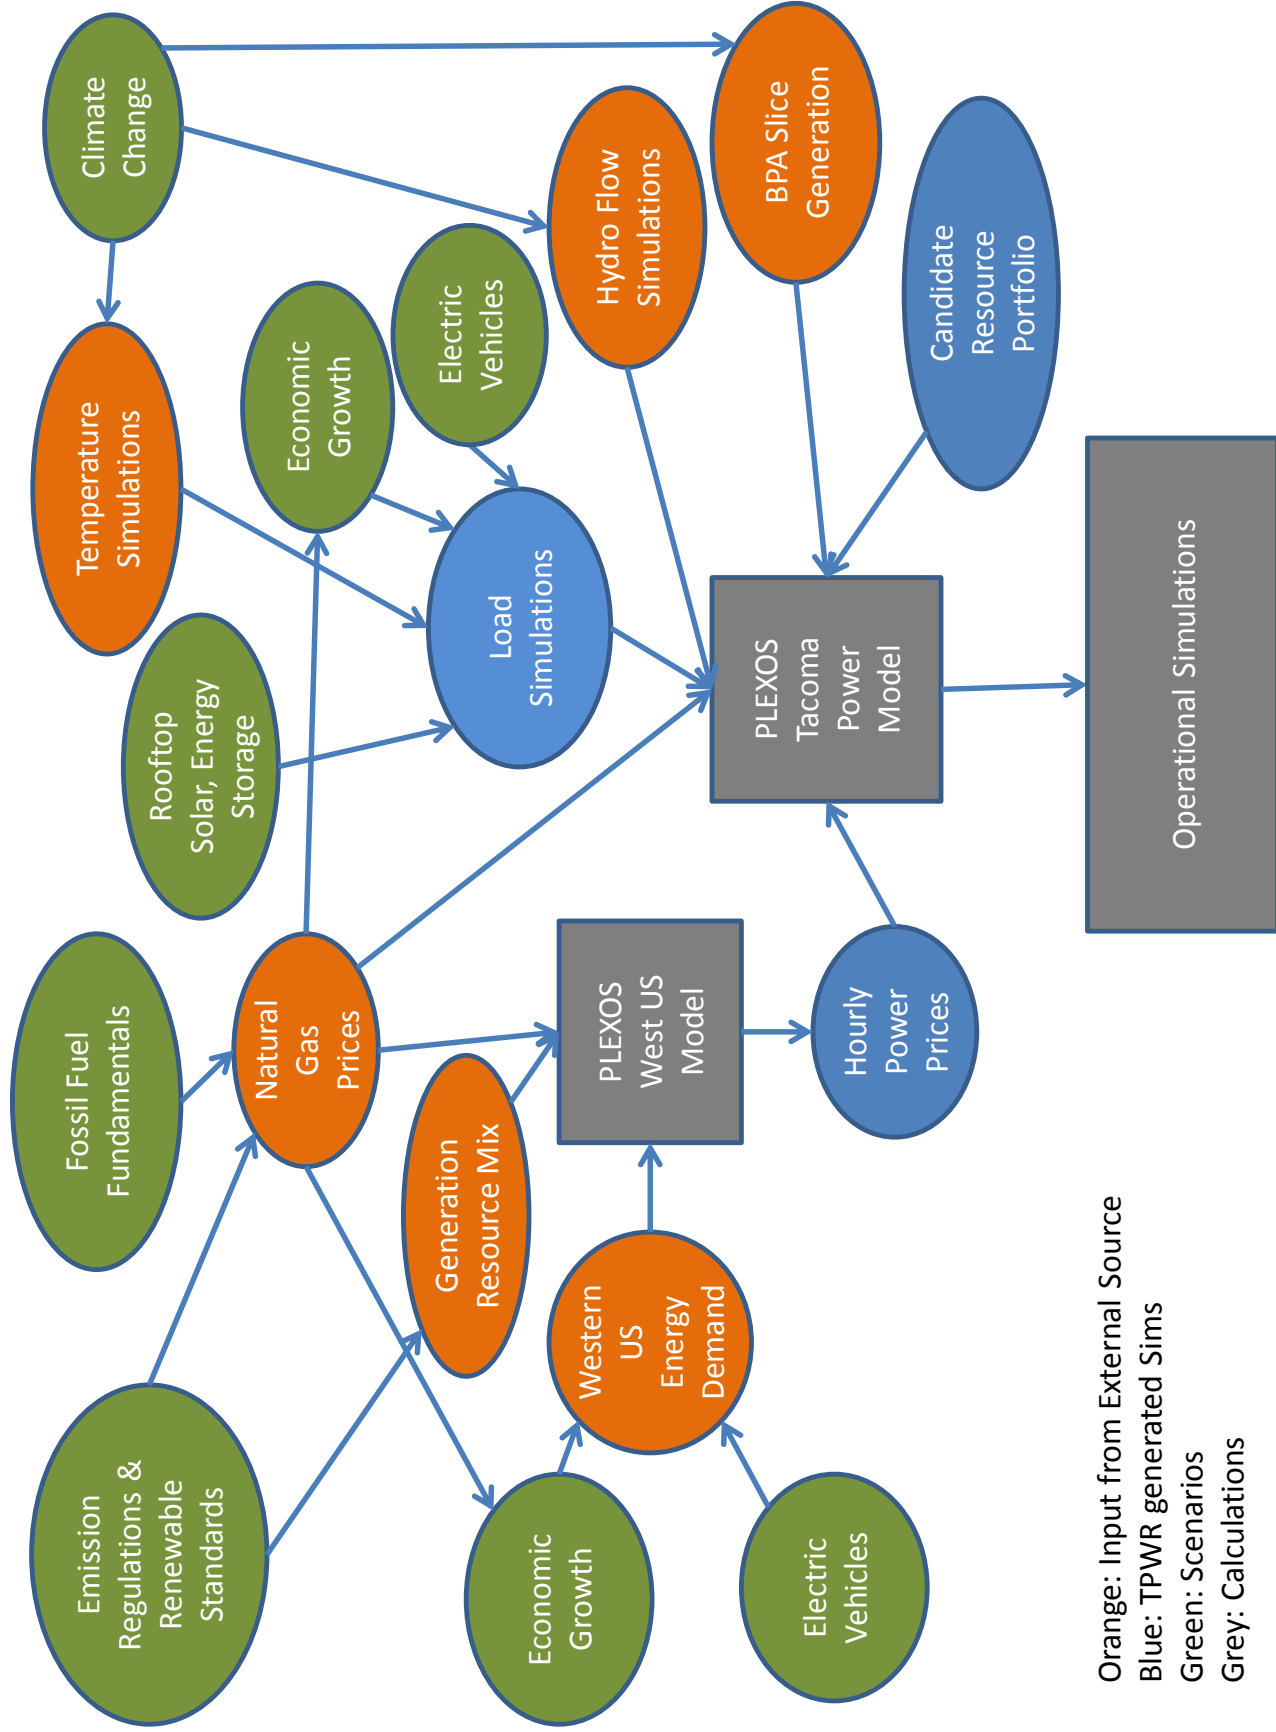 Emission
Regulations &
Renewable
Standards
Fossil Fuel
Fundamentals
Rooftop
Solar, Energy
Storage
Temperature
Simulations
Climate
Change
Natural
Gas
Prices
Economic
Growth
Electric
Vehicles
Generation
Resource Mix
Load
Simulations
Hydro Flow
Simulations
Economic
Growth
Western
US
Energy
Demand
PLEXOS
West US
Model
PLEXOS
Tacoma
Power
Model
BPA Slice
Generation
Electric
Vehicles
Hourly
Power
Prices
Candidate
Resource
Portfolio
Operational Simulations
Orange: Input from External Source
Blue: TPWR generated Sims
Green: Scenarios
Grey: Calculations